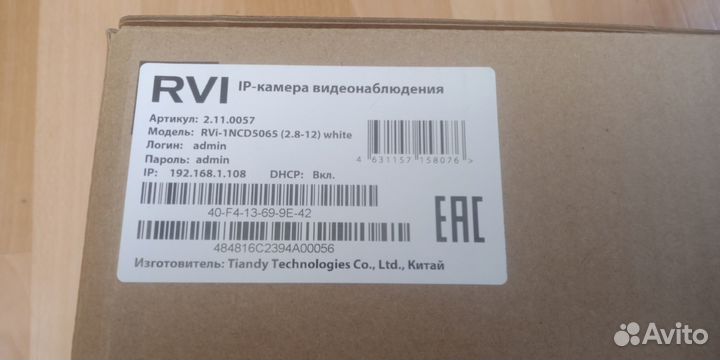 RVI IP-камера видеонаблюдения
Артикул: 2.11.0057
Модель: RVi-1NCD5065 (2.8-12) white
Логин: admin
Пароль: admin
4 631157 158076 >
IP: 192.168.1.108 DHCP: Вкл.
40-F4-13-69-9E-42
484816C2394A00056
EAC
Изготовитель: Tiandy Technologies Co., Ltd., Китай
Avito